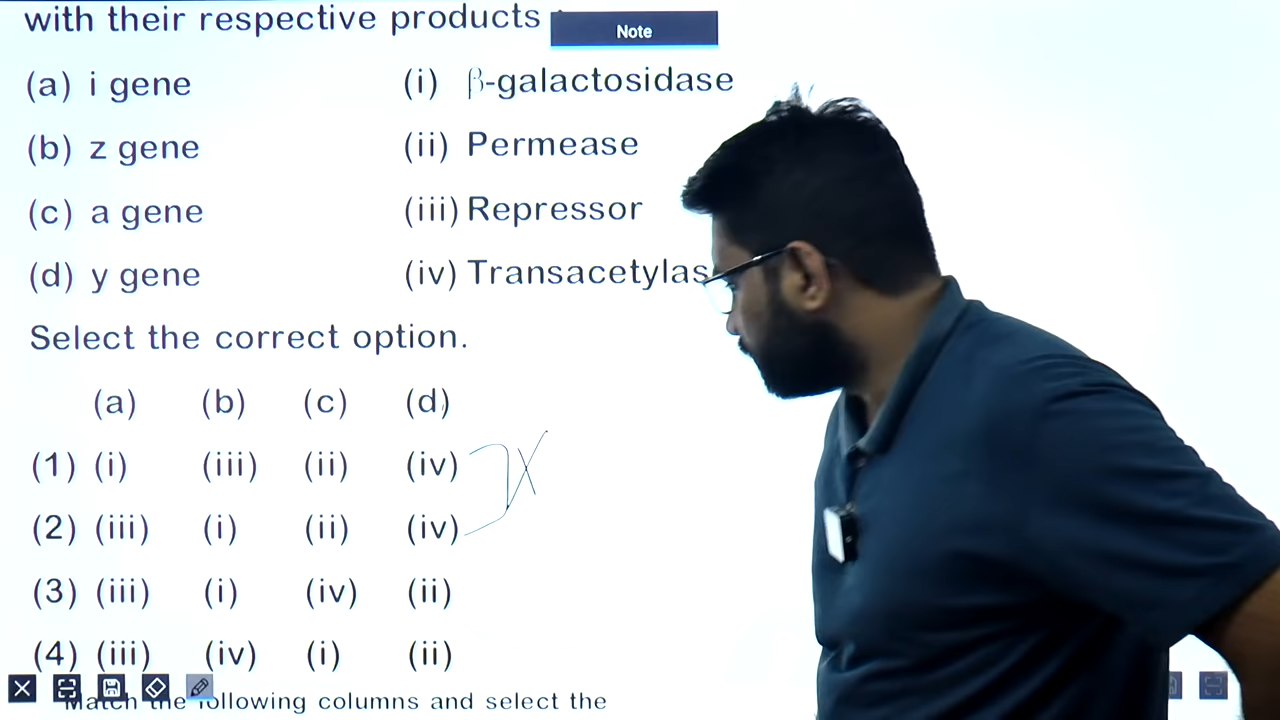 with their respective products
Note
(a) i gene (i) β-galactosidase
(b) z gene (ii) Permease
(c) a gene (iii) Repressor
(d) y gene (iv) Transacetylas
Select the correct option.
(a) (b) (c) (d)
(1) (i) (iii) (ii) (iv)
(2) (iii) (i) (ii) (iv)
(3) (iii) (i) (iv) (ii)
(4) (iii) (iv) (i) (ii)
Match the following columns and select the